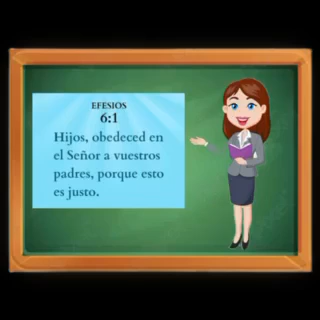 EFESIOS
6:1
Hijos, obedeced en
el Señor a vuestros
padres, porque esto
es justo.